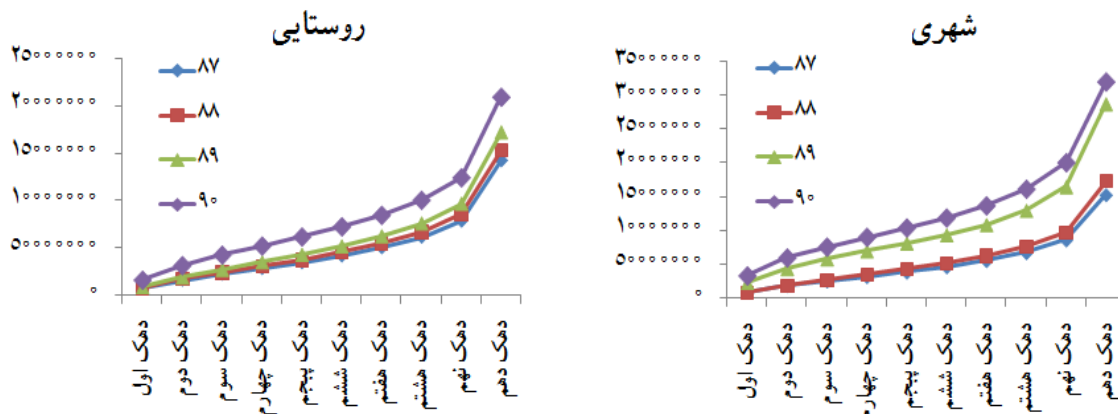 شهری
۳۵۰۰۰۰۰۰
۳۰۰۰۰۰۰۰
۲۵۰۰۰۰۰۰
۲۰۰۰۰۰۰۰
۱۵۰۰۰۰۰۰
۱۰۰۰۰۰۰۰
۵۰۰۰۰۰۰
۰
۸۷
۸۸
۸۹
۹۰
دهک اول
دهک دوم
دهک سوم
دهک چهارم
دهک پنجم
دهک ششم
دهک هفتم
دهک هشتم
دهک نهم
دهک دهم
روستایی
۲۵۰۰۰۰۰۰
۲۰۰۰۰۰۰۰
۱۵۰۰۰۰۰۰
۱۰۰۰۰۰۰۰
۵۰۰۰۰۰۰
۰
۸۷
۸۸
۸۹
۹۰
دهک اول
دهک دوم
دهک سوم
دهک چهارم
دهک پنجم
دهک ششم
دهک هفتم
دهک هشتم
دهک نهم
دهک دهم